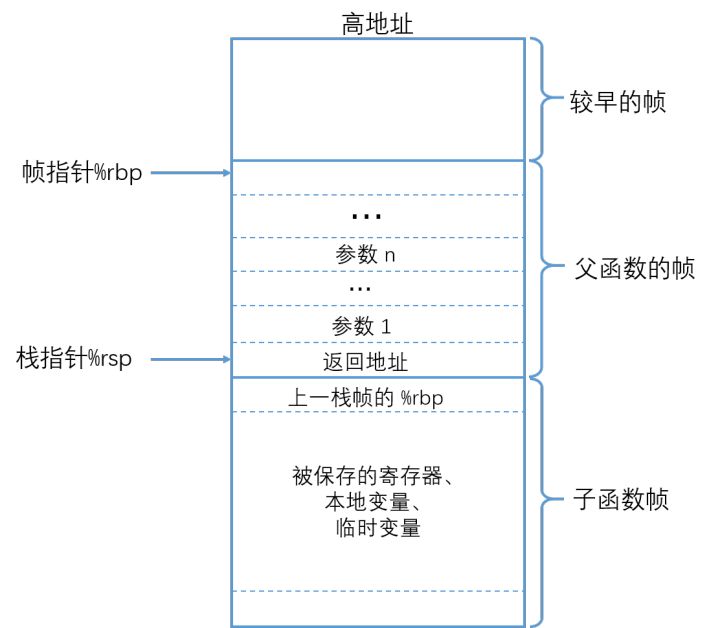 高地址
较早的帧
帧指针%rbp
...
参数 n
父函数的帧
...
参数 1
栈指针%rsp
返回地址
上一栈帧的 %rbp
被保存的寄存器、
本地变量、
临时变量
子函数帧